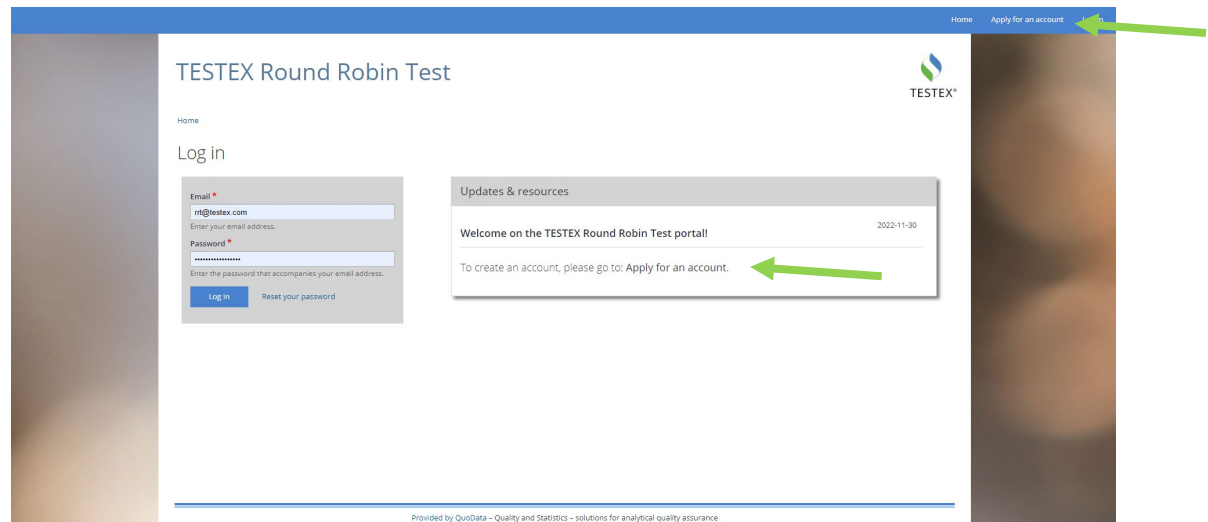 Home Apply for an account
TESTEX Round Robin Test
TESTEX®
Home
Log in
Email *
rrt@testex.com
Enter your email address.
Password *
Enter the password that accompanies your email address.
Log in Reset your password
Updates & resources
Welcome on the TESTEX Round Robin Test portal! 2022-11-30
To create an account, please go to: Apply for an account.
Provided by QuoData – Quality and Statistics – solutions for analytical quality assurance